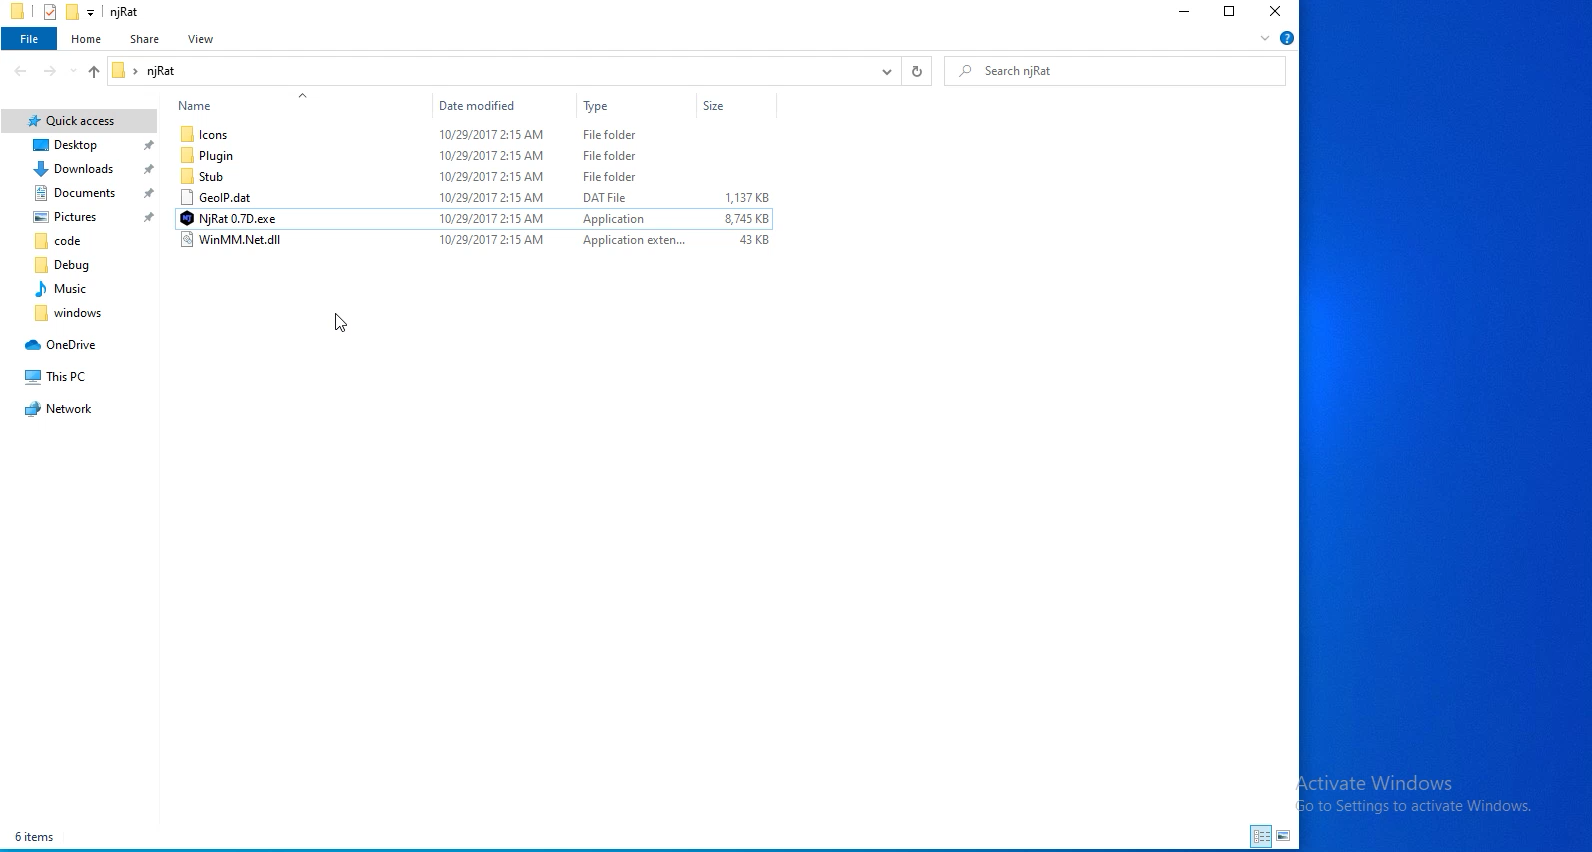 njRat
File Home Share View
njRat Search njRat
Name Date modified Type Size
Quick access
Desktop
Downloads
Documents
Pictures
code
Debug
Music
windows
OneDrive
This PC
Network
Icons 10/29/2017 2:15 AM File folder
Plugin 10/29/2017 2:15 AM File folder
Stub 10/29/2017 2:15 AM File folder
GeoIP.dat 10/29/2017 2:15 AM DAT File 1,137 KB
NjRat 0.7D.exe 10/29/2017 2:15 AM Application 8,745 KB
WinMM.Net.dll 10/29/2017 2:15 AM Application exten... 43 KB
Activate Windows
Go to Settings to activate Windows.
6 items